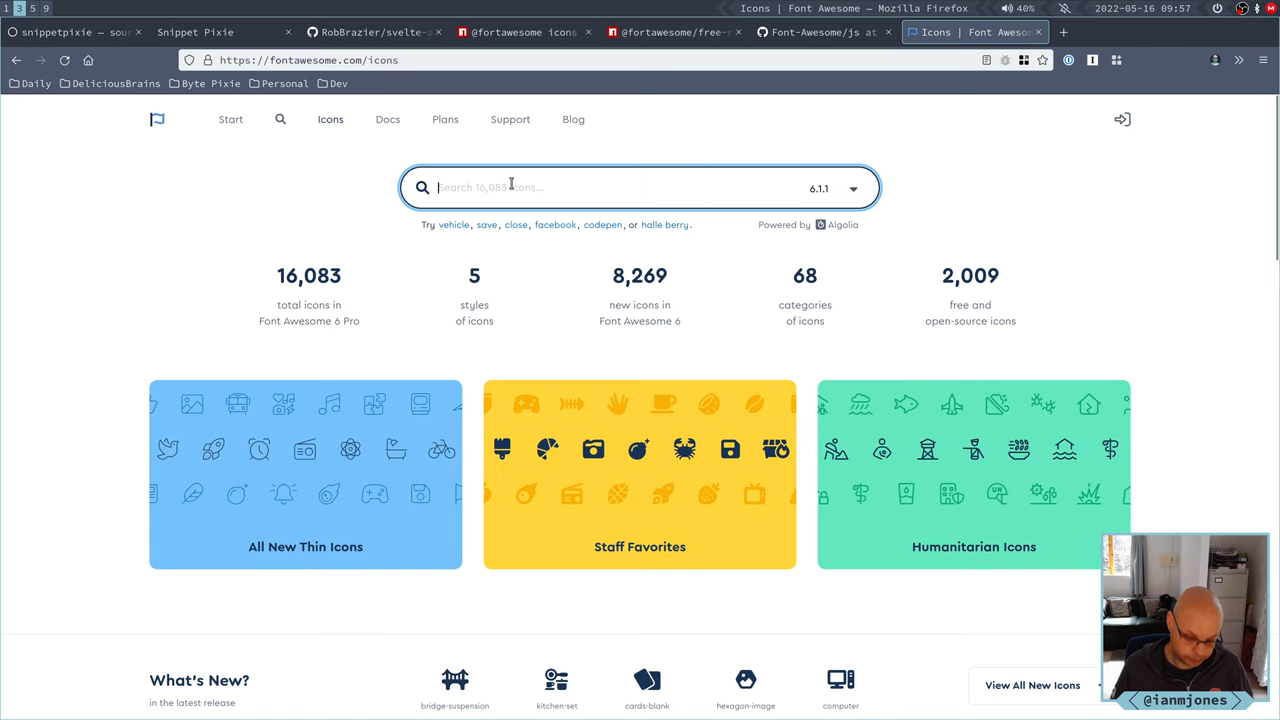 1 3 5 9
Icons | Font Awesome — Mozilla Firefox
40%
2022-05-16 09:57
snippetpixie — sour
Snippet Pixie
RobBrazier/svelte-a
@fortawesome icons
@fortawesome/free-r
Font-Awesome/js at
Icons | Font Awesom
https://fontawesome.com/icons
Daily
DeliciousBrains
Byte Pixie
Personal
Dev
Start
Icons
Docs
Plans
Support
Blog
Search 16,083 icons...
6.1.1
Try vehicle, save, close, facebook, codepen, or halle berry.
Powered by Algolia
16,083
total icons in
Font Awesome 6 Pro
5
styles
of icons
8,269
new icons in
Font Awesome 6
68
categories
of icons
2,009
free and
open-source icons
All New Thin Icons
Staff Favorites
Humanitarian Icons
What's New?
in the latest release
bridge-suspension
kitchen-set
cards-blank
hexagon-image
computer
View All New Icons
@ianmjones